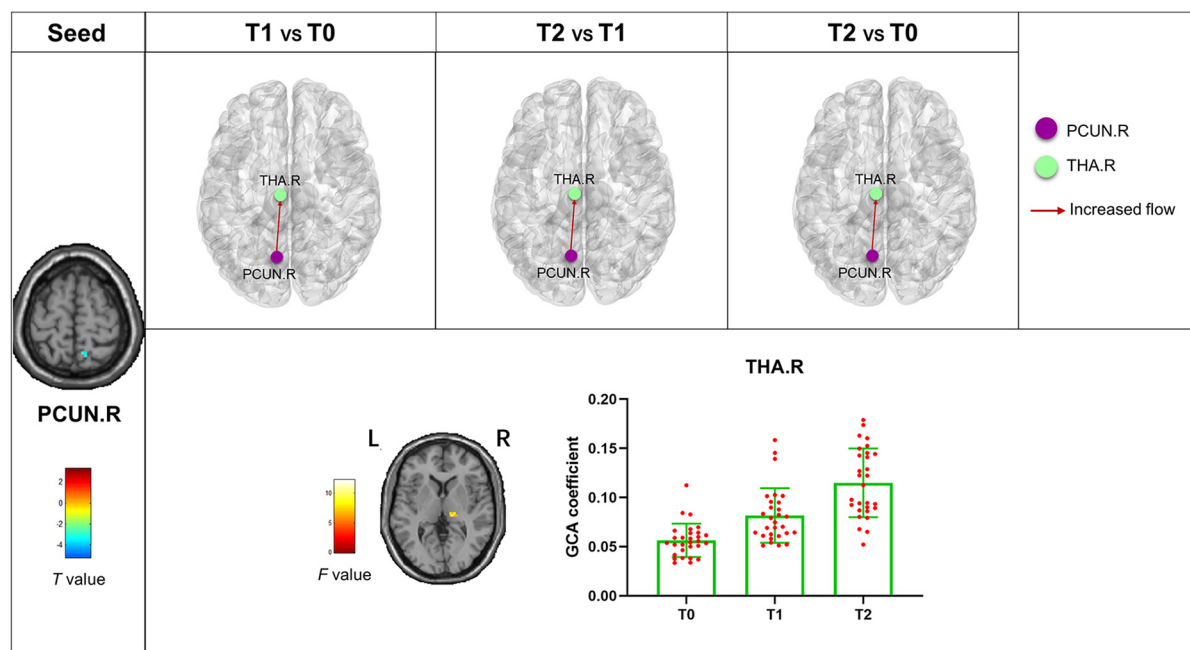 Seed
T1 vs T0
T2 vs T1
T2 vs T0
THA.R
PCUN.R
THA.R
PCUN.R
THA.R
PCUN.R
PCUN.R
THA.R
Increased flow
PCUN.R
2
0
-2
-4
T value
L
R
10
5
0
F value
THA.R
GCA coefficient
0.20
0.15
0.10
0.05
0.00
T0
T1
T2